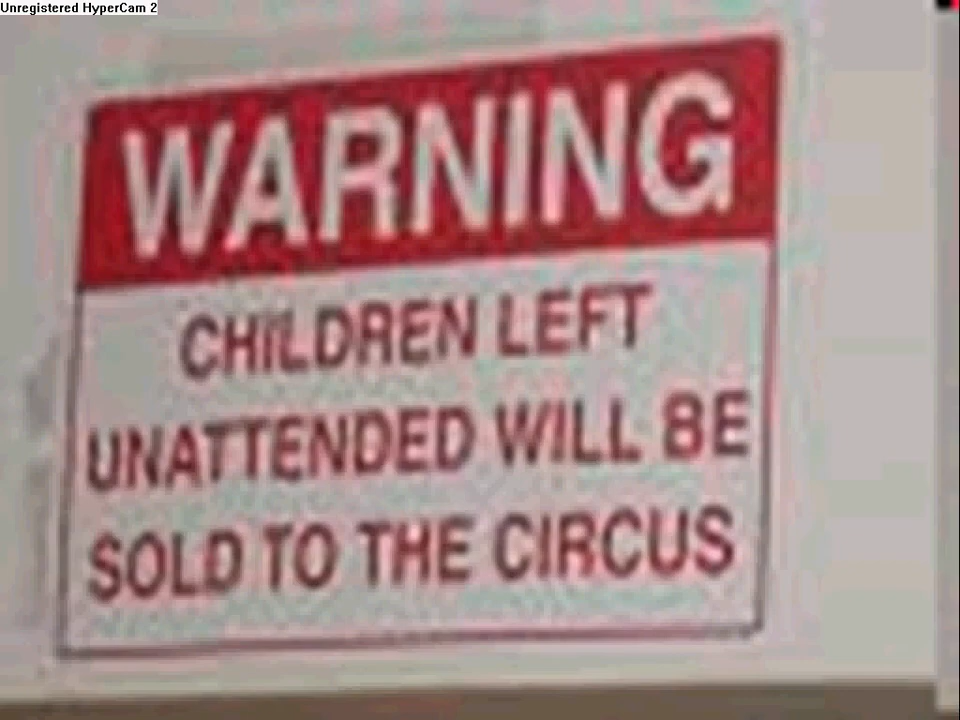 Unregistered HyperCam 2
WARNING
CHILDREN LEFT
UNATTENDED WILL BE
SOLD TO THE CIRCUS